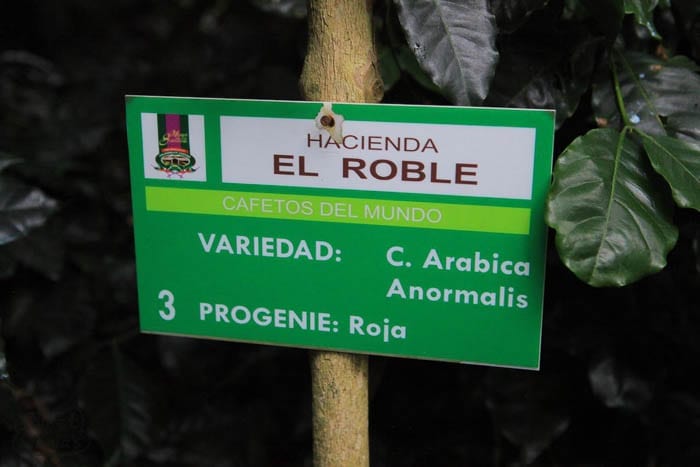 HACIENDA
EL ROBLE
CAFETOS DEL MUNDO
VARIEDAD: C. Arabica
Anormalis
3 PROGENIE: Roja